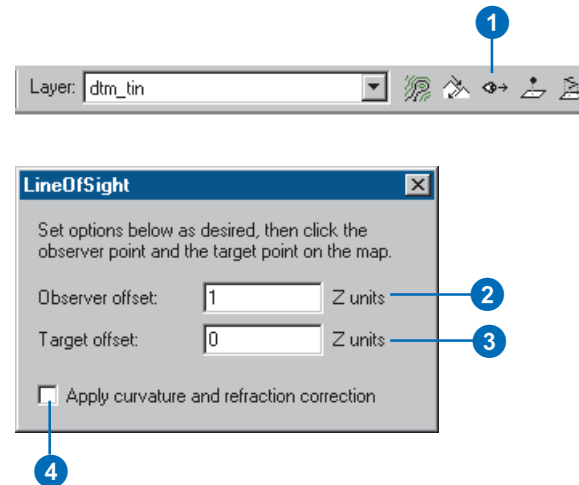 1
Layer: dtm_tin
LineOfSight
Set options below as desired, then click the
observer point and the target point on the map.
Observer offset: 1 Z units 2
Target offset: 0 Z units 3
Apply curvature and refraction correction
4